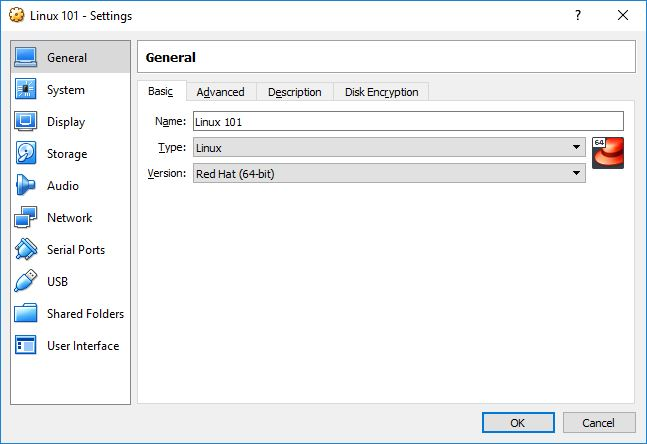 Linux 101 - Settings
?
General
System
Display
Storage
Audio
Network
Serial Ports
USB
Shared Folders
User Interface
General
Basic Advanced Description Disk Encryption
Name: Linux 101
Type: Linux
64
Version: Red Hat (64-bit)
OK Cancel